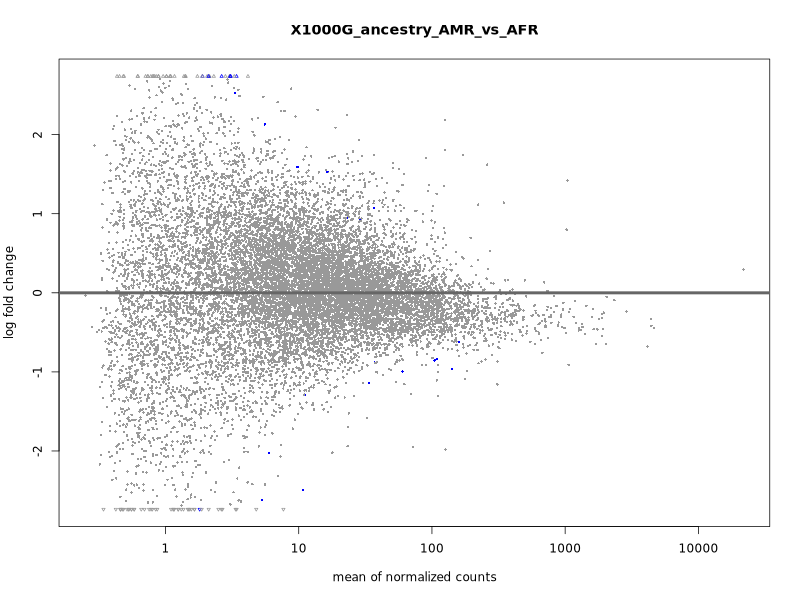 X1000G_ancestry_AMR_vs_AFR
2
1
0
-1
-2
log fold change
1 10 100 1000 10000
mean of normalized counts